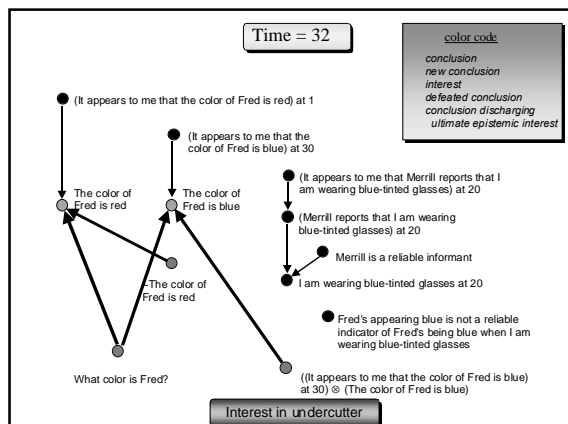 Time = 32
color code
conclusion
new conclusion
interest
defeated conclusion
conclusion discharging
ultimate epistemic interest
(It appears to me that the color of Fred is red) at 1
(It appears to me that the
color of Fred is blue) at 30
The color of
Fred is red
The color of
Fred is blue
(It appears to me that Merrill reports that I
am wearing blue-tinted glasses) at 20
(Merrill reports that I am wearing
blue-tinted glasses) at 20
Merrill is a reliable informant
~The color of
Fred is red
I am wearing blue-tinted glasses at 20
Fred's appearing blue is not a reliable
indicator of Fred's being blue when I am
wearing blue-tinted glasses
What color is Fred?
((It appears to me that the color of Fred is blue)
at 30) ⊗ (The color of Fred is blue)
Interest in undercutter